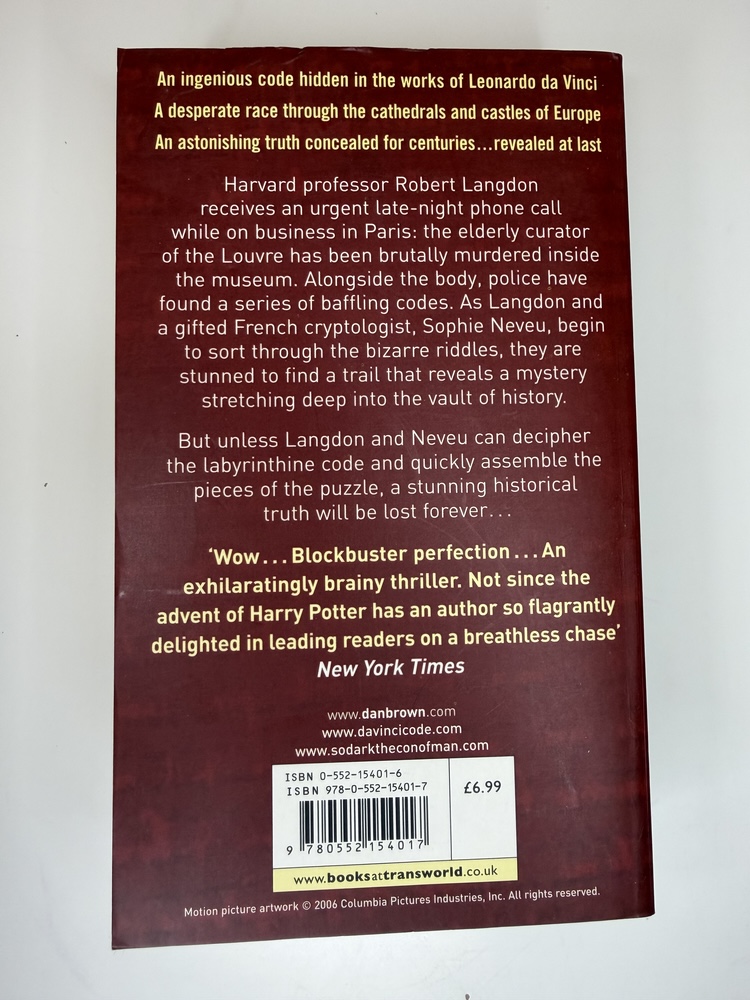 An ingenious code hidden in the works of Leonardo da Vinci
A desperate race through the cathedrals and castles of Europe
An astonishing truth concealed for centuries...revealed at last
Harvard professor Robert Langdon
receives an urgent late-night phone call
while on business in Paris: the elderly curator
of the Louvre has been brutally murdered inside
the museum. Alongside the body, police have
found a series of baffling codes. As Langdon and
a gifted French cryptologist, Sophie Neveu, begin
to sort through the bizarre riddles, they are
stunned to find a trail that reveals a mystery
stretching deep into the vault of history.
But unless Langdon and Neveu can decipher
the labyrinthine code and quickly assemble the
pieces of the puzzle, a stunning historical
truth will be lost forever...
‘Wow...Blockbuster perfection...An
exhilaratingly brainy thriller. Not since the
advent of Harry Potter has an author so flagrantly
delighted in leading readers on a breathless chase’
New York Times
www.danbrown.com
www.davincicode.com
www.sodarktheconofman.com
ISBN 0-552-15401-6
ISBN 978-0-552-15401-7
£6.99
9 780552 154017
www.booksattransworld.co.uk
Motion picture artwork © 2006 Columbia Pictures Industries, Inc. All rights reserved.